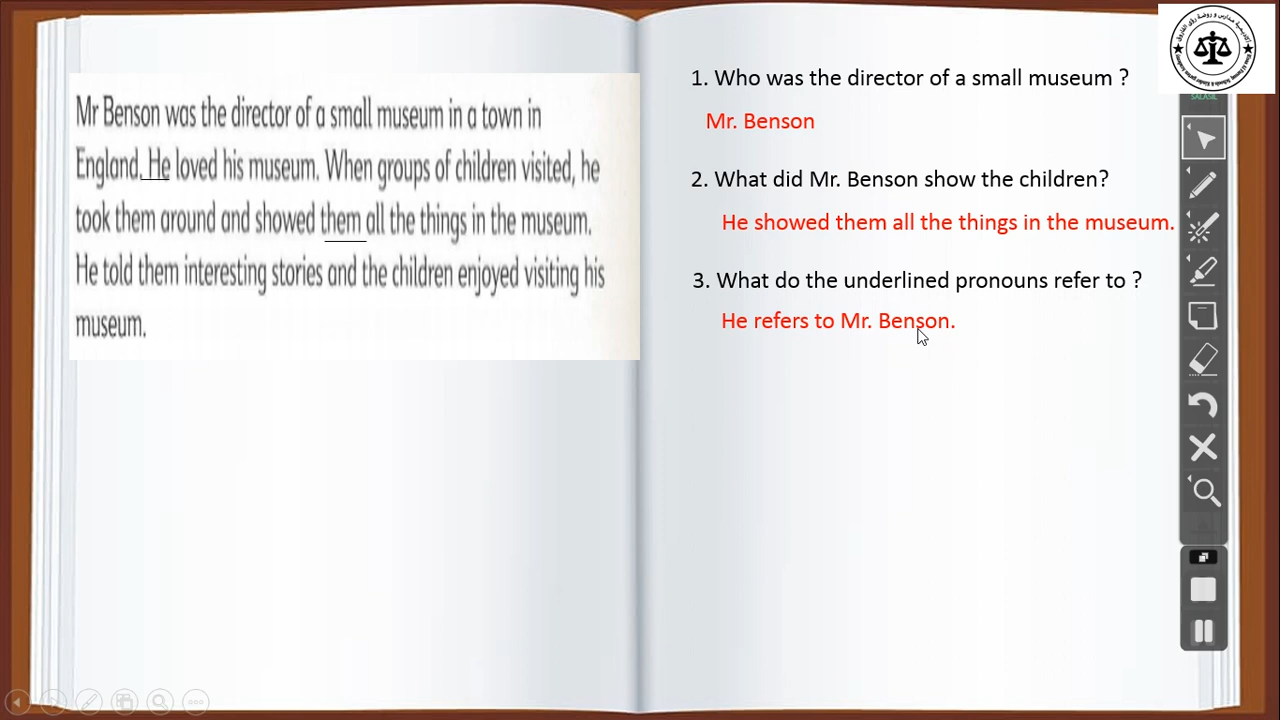 Mr Benson was the director of a small museum in a town in
England. He loved his museum. When groups of children visited, he
took them around and showed them all the things in the museum.
He told them interesting stories and the children enjoyed visiting his
museum.
1. Who was the director of a small museum ?
Mr. Benson
2. What did Mr. Benson show the children?
He showed them all the things in the museum.
3. What do the underlined pronouns refer to ?
He refers to Mr. Benson.